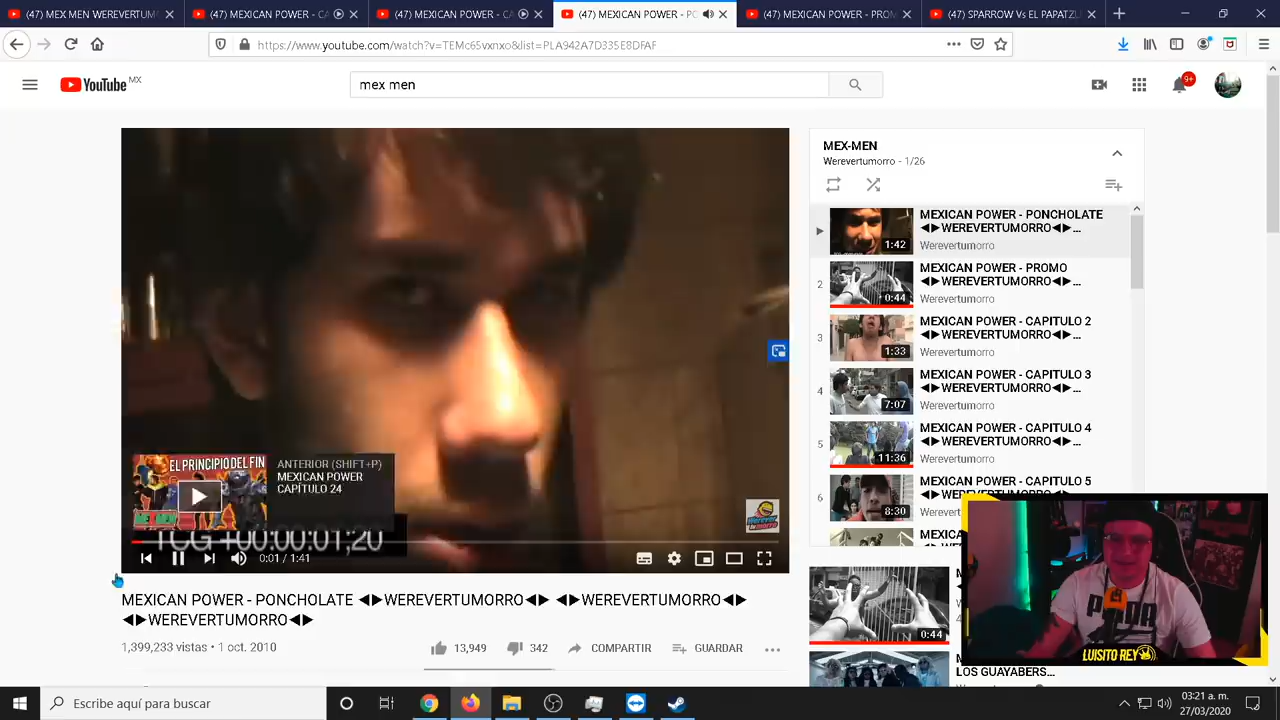 (47) MEX MEN WEREVERTUM
(47) MEXICAN POWER - CA
(47) MEXICAN POWER - CA
(47) MEXICAN POWER - PO
(47) MEXICAN POWER - PROM
(47) SPARROW Vs EL PAPATZU
https://www.youtube.com/watch?v=TEMc65vxnxo&list=PLA942A7D335E8DFAF
YouTube MX
mex men
9+
MEX-MEN
Werevertumorro - 1/26
MEXICAN POWER - PONCHOLATE
◄►WEREVERTUMORRO◄►...
Werevertumorro
1:42
2
MEXICAN POWER - PROMO
◄►WEREVERTUMORRO◄►...
Werevertumorro
0:44
3
MEXICAN POWER - CAPITULO 2
◄►WEREVERTUMORRO◄►...
Werevertumorro
1:33
4
MEXICAN POWER - CAPITULO 3
◄►WEREVERTUMORRO◄►...
Werevertumorro
7:07
5
MEXICAN POWER - CAPITULO 4
◄►WEREVERTUMORRO◄►...
Werevertumorro
11:36
6
MEXICAN POWER - CAPITULO 5
Werevertumorro
8:30
EL PRINCIPIO DEL FIN
ANTERIOR (SHIFT+P)
MEXICAN POWER
CAPÍTULO 24
TCG +00:00:01;20
0:01 / 1:41
MEXICAN POWER - PONCHOLATE ◄►WEREVERTUMORRO◄► ◄►WEREVERTUMORRO◄►
◄►WEREVERTUMORRO◄►
1,399,233 vistas • 1 oct. 2010
13,949
342
COMPARTIR
GUARDAR
0:44
LOS GUAYABERS...
LUISITO REY
Escribe aquí para buscar
03:21 a. m.
27/03/2020